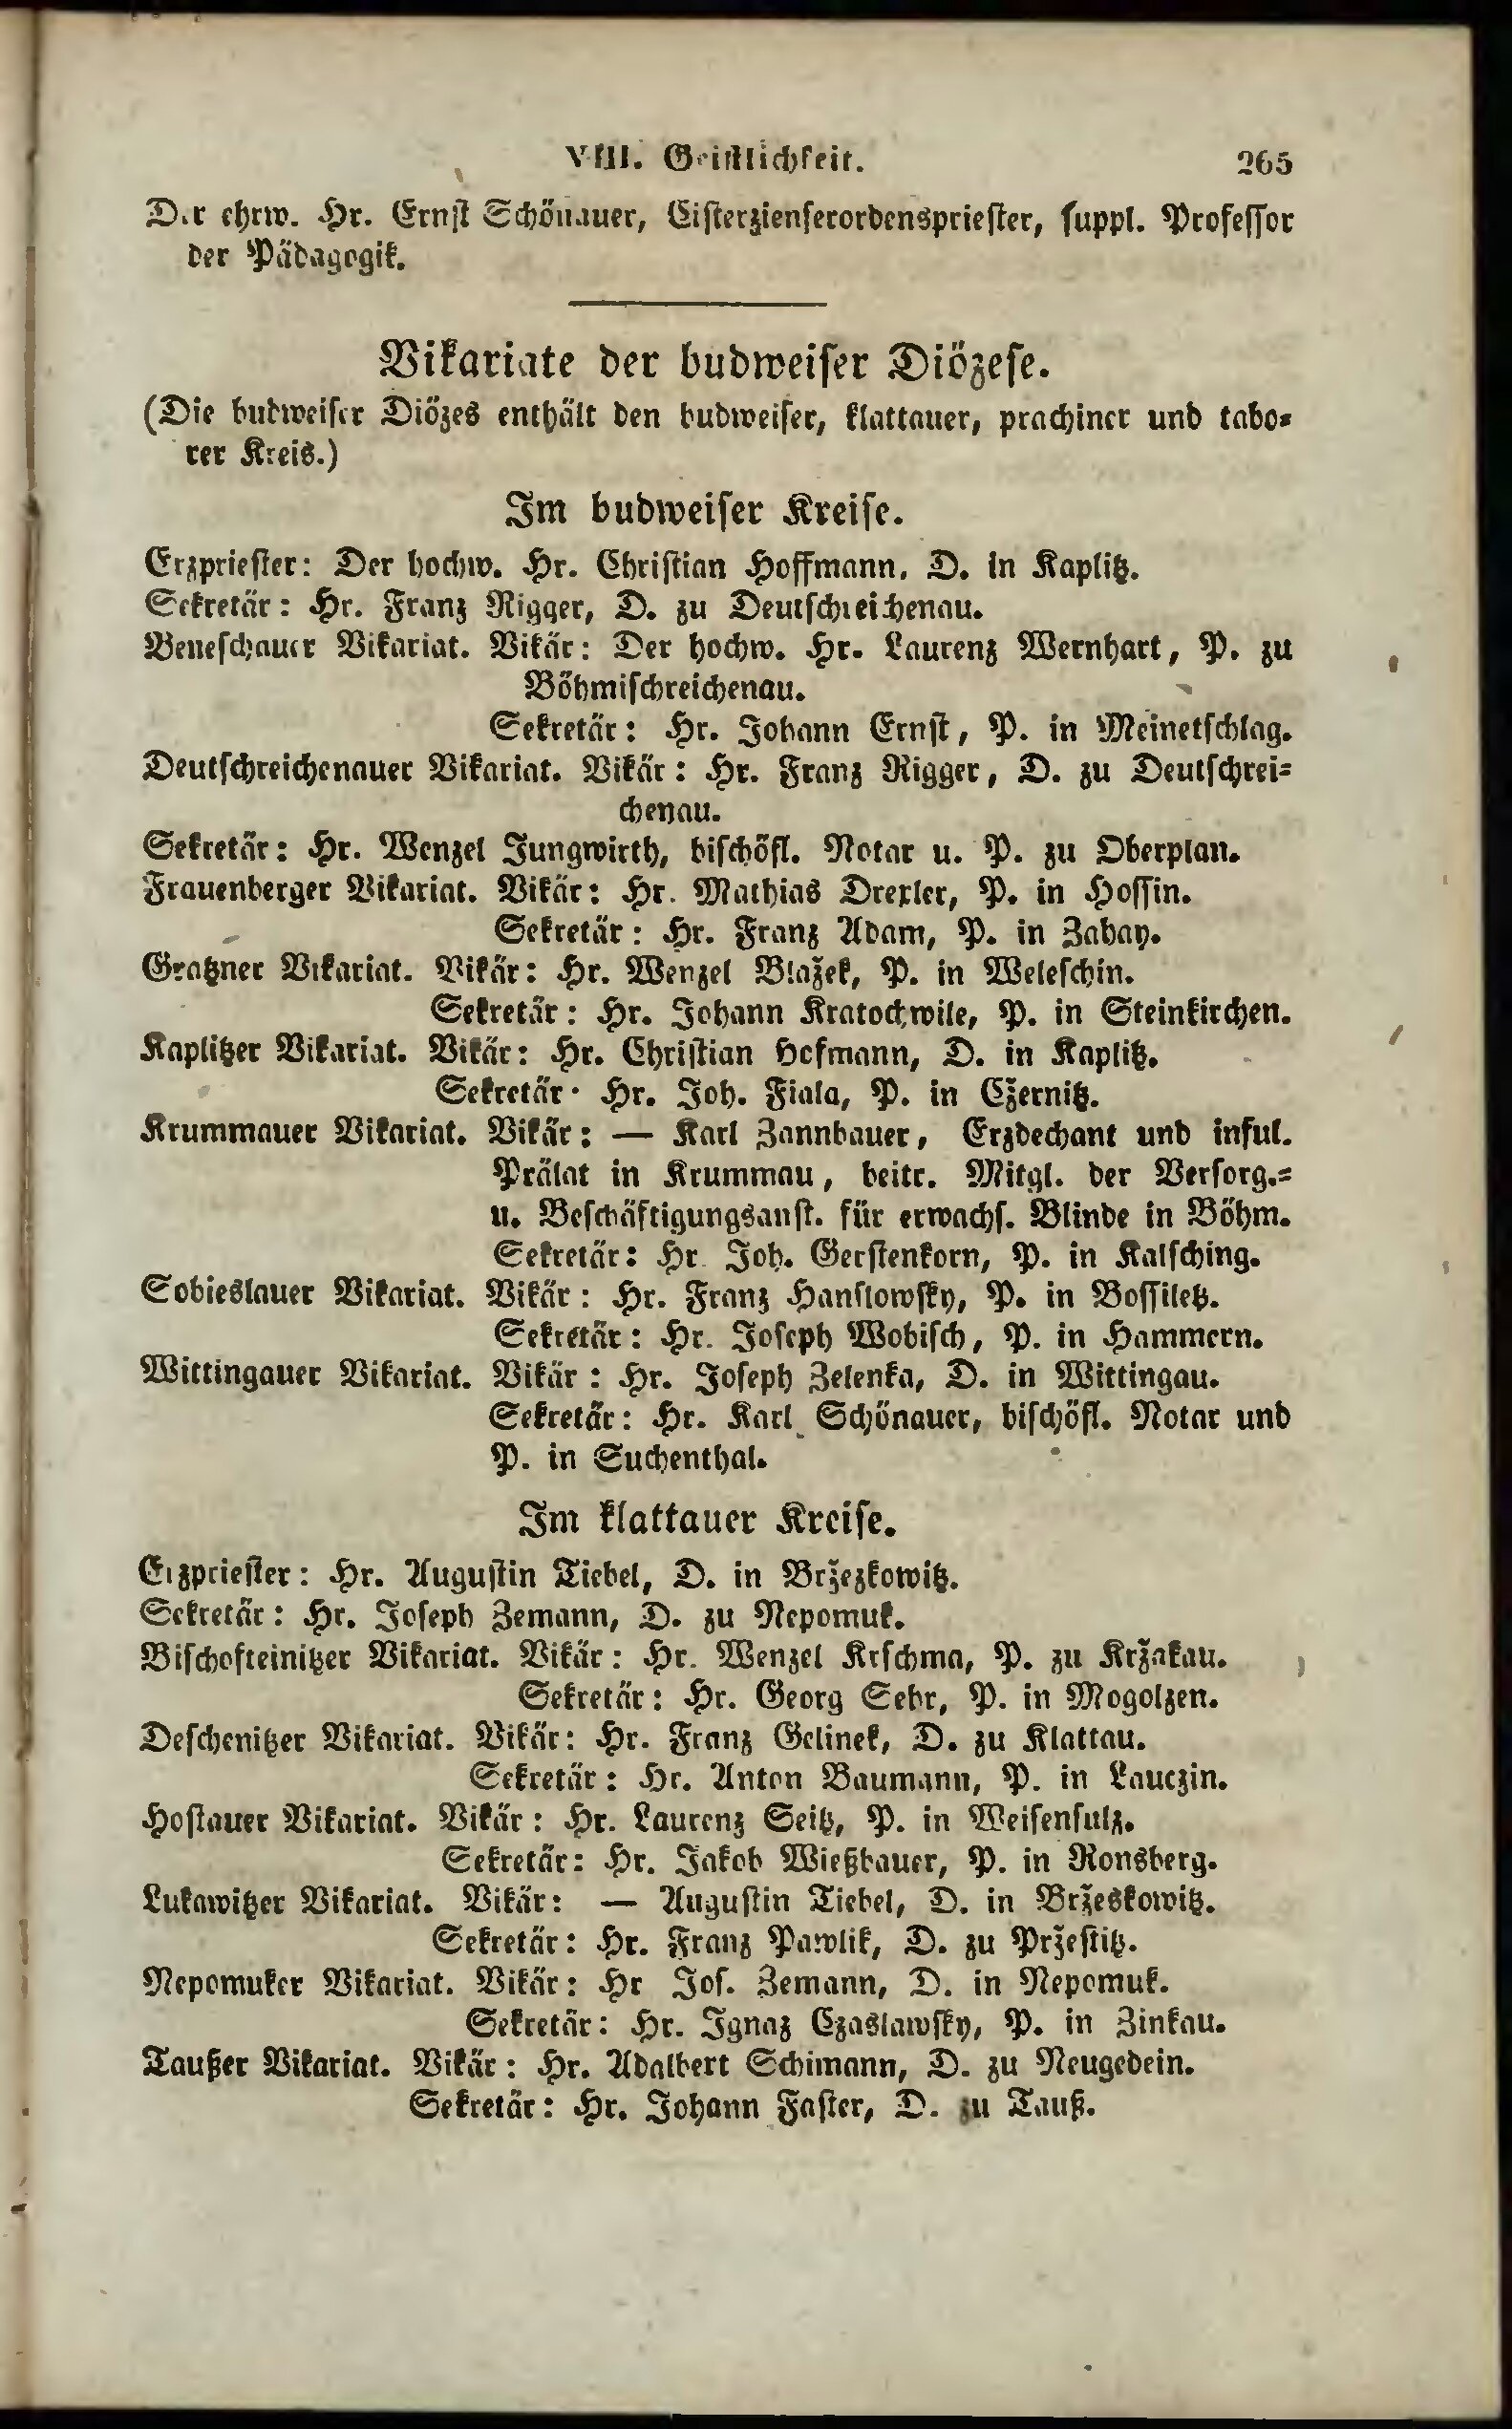 VIII. Geistlichkeit. 265
Der ehrw. Hr. Ernst Schönauer, Cisterzienserordenspriester, suppl. Professor
der Pädagogik.
Vikariate der budweiser Diözese.
(Die budweiser Diözes enthält den budweiser, klattauer, prachiner und tabo-
rer Kreis.)
Im budweiser Kreise.
Erzpriester: Der hochw. Hr. Christian Hoffmann, D. in Kaplitz.
Sekretär: Hr. Franz Rigger, D. zu Deutschreichenau.
Beneschauer Vikariat. Vikär: Der hochw. Hr. Laurenz Wernhart, P. zu
Böhmischreichenau.
Sekretär: Hr. Johann Ernst, P. in Meinetschlag.
Deutschreichenauer Vikariat. Vikär: Hr. Franz Rigger, D. zu Deutschrei-
chenau.
Sekretär: Hr. Wenzel Jungwirth, bischöfl. Notar u. P. zu Oberplan.
Frauenberger Vikariat. Vikär: Hr. Mathias Drexler, P. in Hossin.
Sekretär: Hr. Franz Adam, P. in Zabay.
Gratzner Vikariat. Vikär: Hr. Wenzel Blažek, P. in Weleschin.
Sekretär: Hr. Johann Kratochwile, P. in Steinkirchen.
Kaplitzer Vikariat. Vikär: Hr. Christian Hofmann, D. in Kaplitz.
Sekretär: Hr. Joh. Fiala, P. in Cžernitz.
Krummauer Vikariat. Vikär: — Karl Zannbauer, Erzdechant und inful.
Prälat in Krummau, beitr. Mitgl. der Versorg.-
u. Beschäftigungsanst. für erwachs. Blinde in Böhm.
Sekretär: Hr. Joh. Gerstenkorn, P. in Kalsching.
Sobieslauer Vikariat. Vikär: Hr. Franz Hanslowsky, P. in Bossiletz.
Sekretär: Hr. Joseph Wobisch, P. in Hammern.
Wittingauer Vikariat. Vikär: Hr. Joseph Zelenka, D. in Wittingau.
Sekretär: Hr. Karl Schönauer, bischöfl. Notar und
P. in Suchenthal.
Im klattauer Kreise.
Erzpriester: Hr. Augustin Tiebel, D. in Bržezkowitz.
Sekretär: Hr. Joseph Zemann, D. zu Nepomuk.
Bischofteinitzer Vikariat. Vikär: Hr. Wenzel Krschma, P. zu Kržakau.
Sekretär: Hr. Georg Sehr, P. in Mogolzen.
Deschenitzer Vikariat. Vikär: Hr. Franz Gelinek, D. zu Klattau.
Sekretär: Hr. Anton Baumann, P. in Lauczin.
Hostauer Vikariat. Vikär: Hr. Laurenz Seitz, P. in Weisensulz.
Sekretär: Hr. Jakob Wießbauer, P. in Ronsberg.
Lukawitzer Vikariat. Vikär: — Augustin Tiebel, D. in Bržeskowitz.
Sekretär: Hr. Franz Pawlik, D. zu Pržestitz.
Nepomuker Vikariat. Vikär: Hr Jos. Zemann, D. in Nepomuk.
Sekretär: Hr. Ignaz Czaslawsky, P. in Zinkau.
Taußer Vikariat. Vikär: Hr. Adalbert Schimann, D. zu Neugedein.
Sekretär: Hr. Johann Faster, D. zu Tauß.